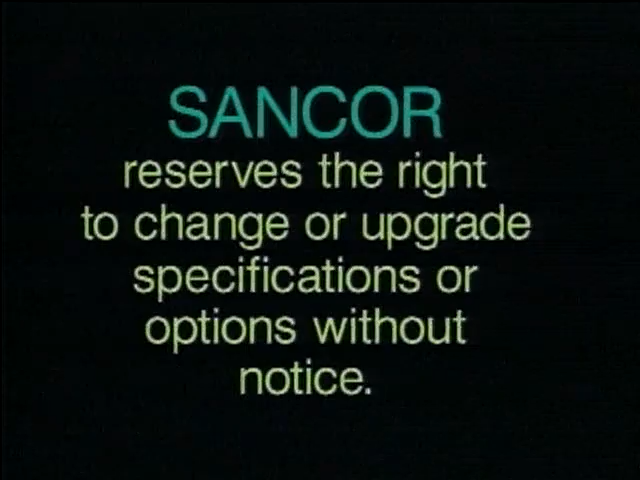 SANCOR
reserves the right
to change or upgrade
specifications or
options without
notice.